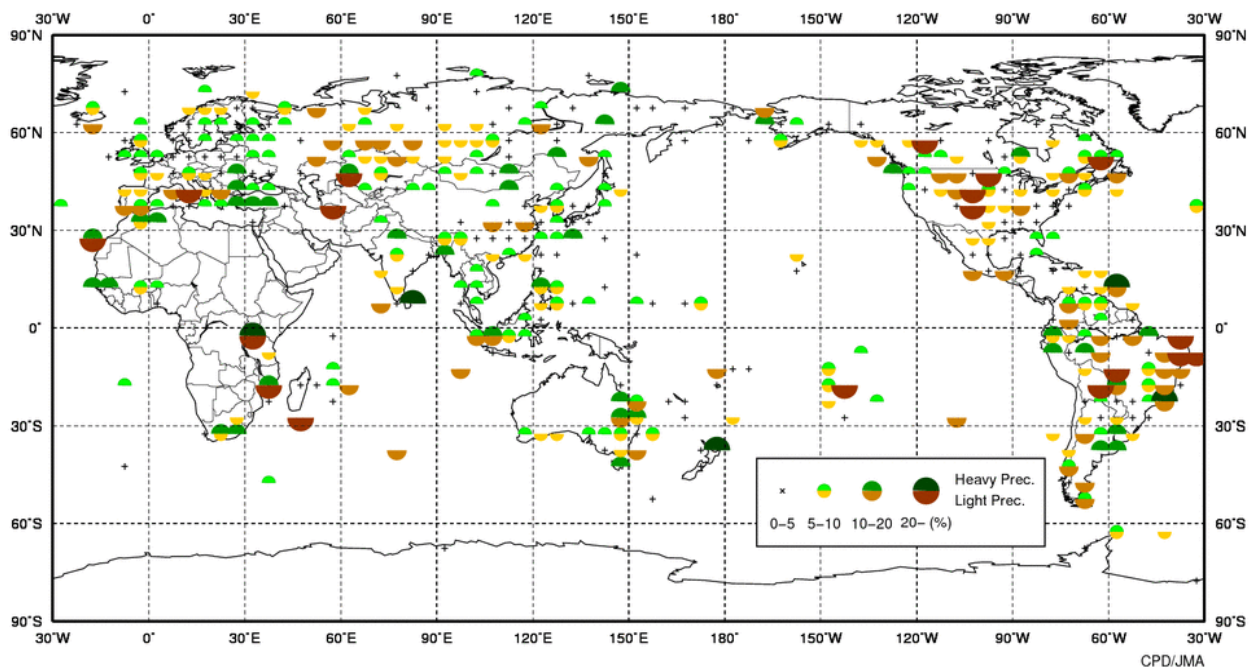 30˚W 0˚ 30˚E 60˚E 90˚E 120˚E 150˚E 180˚ 150˚W 120˚W 90˚W 60˚W 30˚W
90˚N 90˚N
60˚N 60˚N
30˚N 30˚N
0˚ 0˚
30˚S 30˚S
Heavy Prec.
Light Prec.
0–5 5–10 10–20 20– (%)
60˚S 60˚S
90˚S 90˚S
30˚W 0˚ 30˚E 60˚E 90˚E 120˚E 150˚E 180˚ 150˚W 120˚W 90˚W 60˚W 30˚W
CPD/JMA